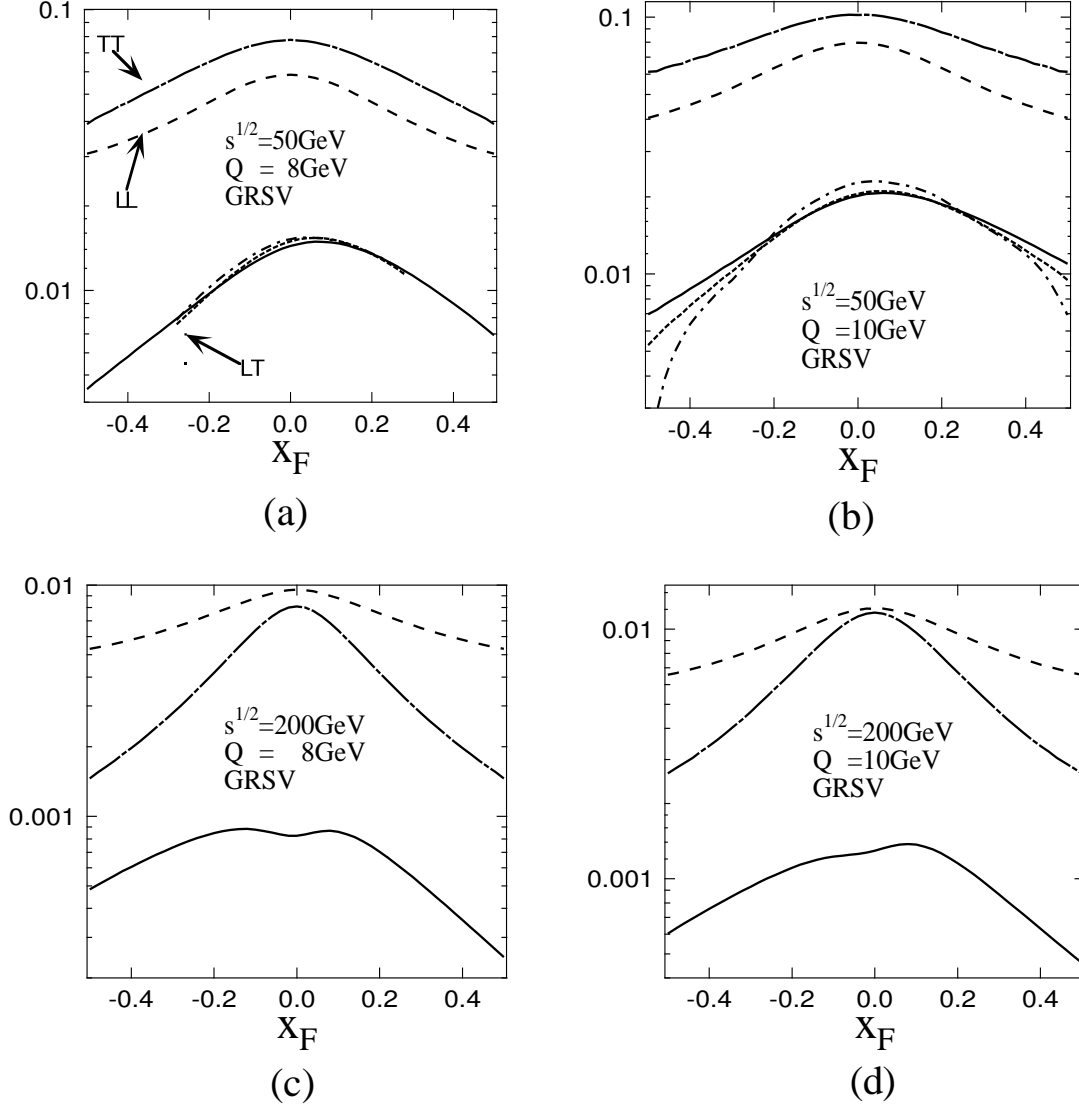 0.1
TT
s^1/2=50GeV
Q = 8GeV
GRSV
LL
0.01
LT
-0.4 -0.2 0.0 0.2 0.4
x_F
(a)
0.1
0.01
s^1/2=50GeV
Q =10GeV
GRSV
-0.4 -0.2 0.0 0.2 0.4
x_F
(b)
0.01
s^1/2=200GeV
Q = 8GeV
GRSV
0.001
-0.4 -0.2 0.0 0.2 0.4
x_F
(c)
0.01
s^1/2=200GeV
Q =10GeV
GRSV
0.001
-0.4 -0.2 0.0 0.2 0.4
x_F
(d)